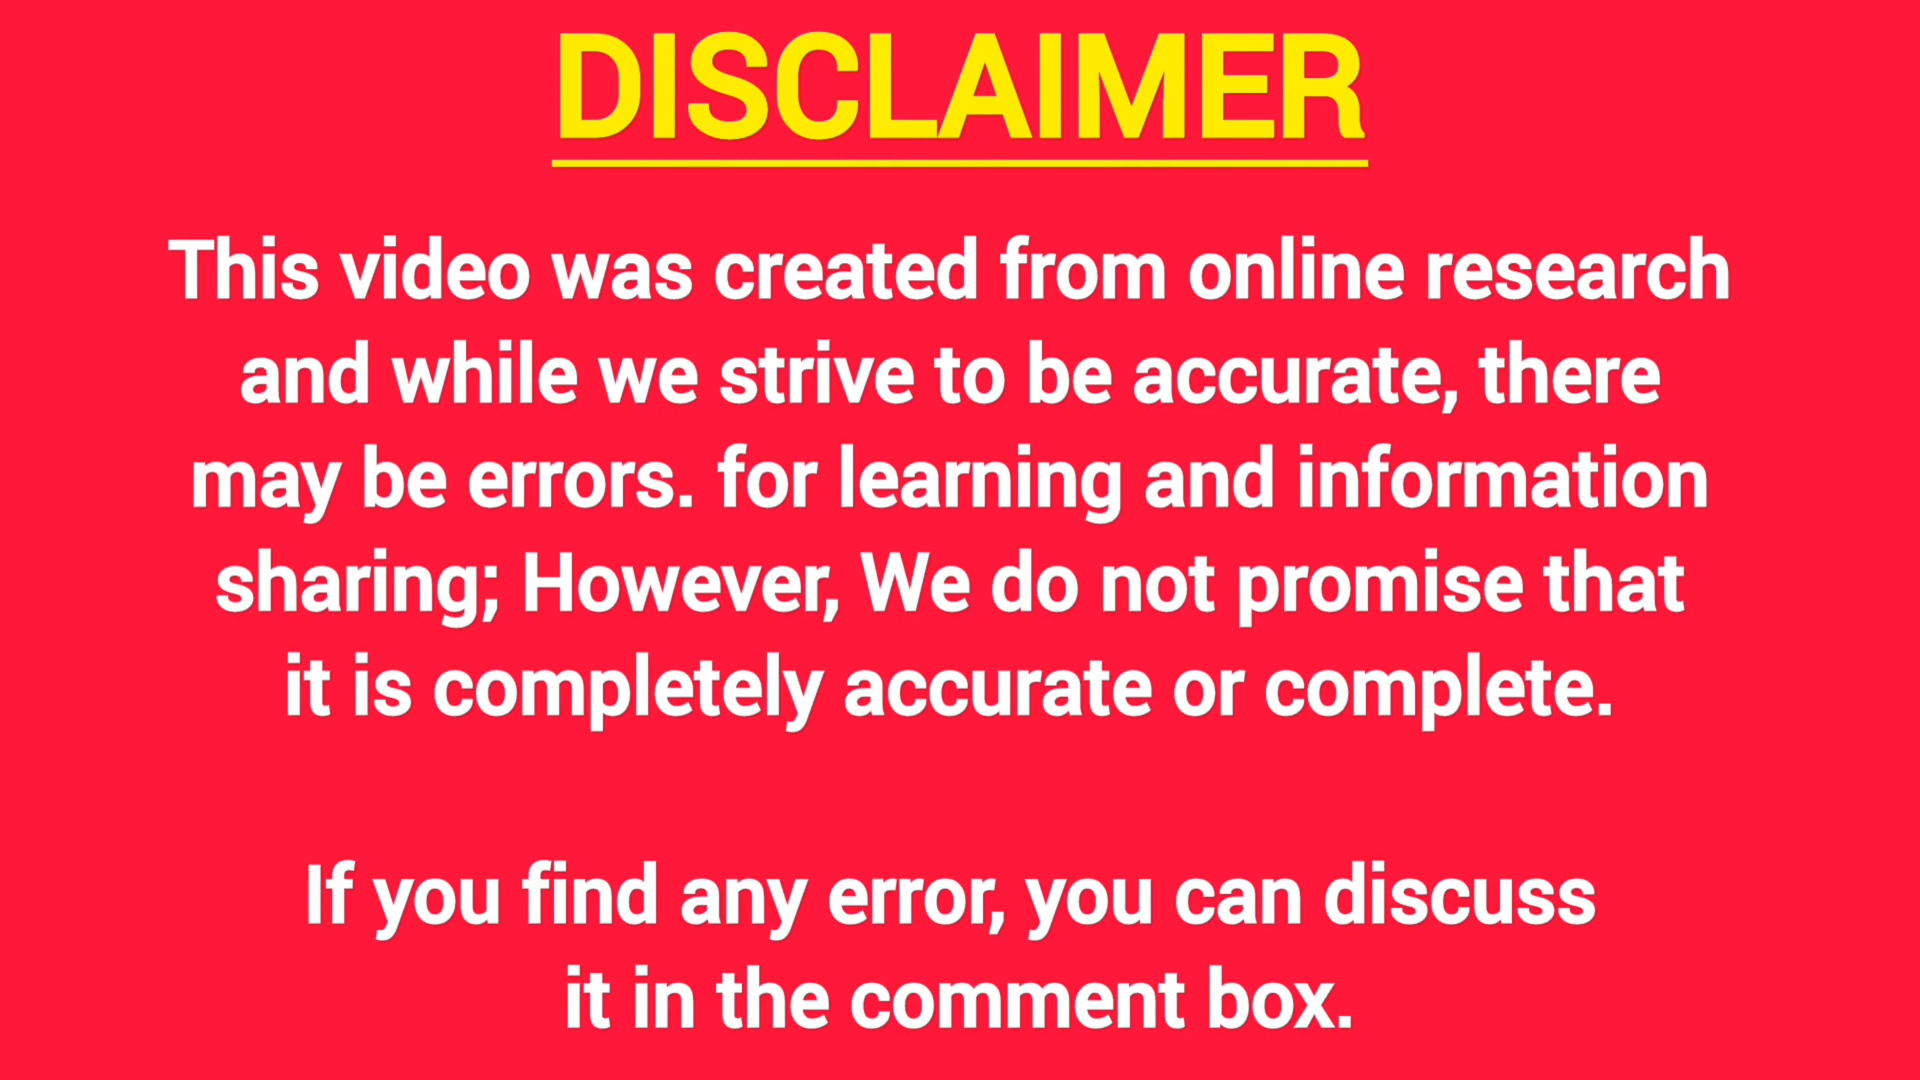 DISCLAIMER
This video was created from online research
and while we strive to be accurate, there
may be errors. for learning and information
sharing; However, We do not promise that
it is completely accurate or complete.
If you find any error, you can discuss
it in the comment box.